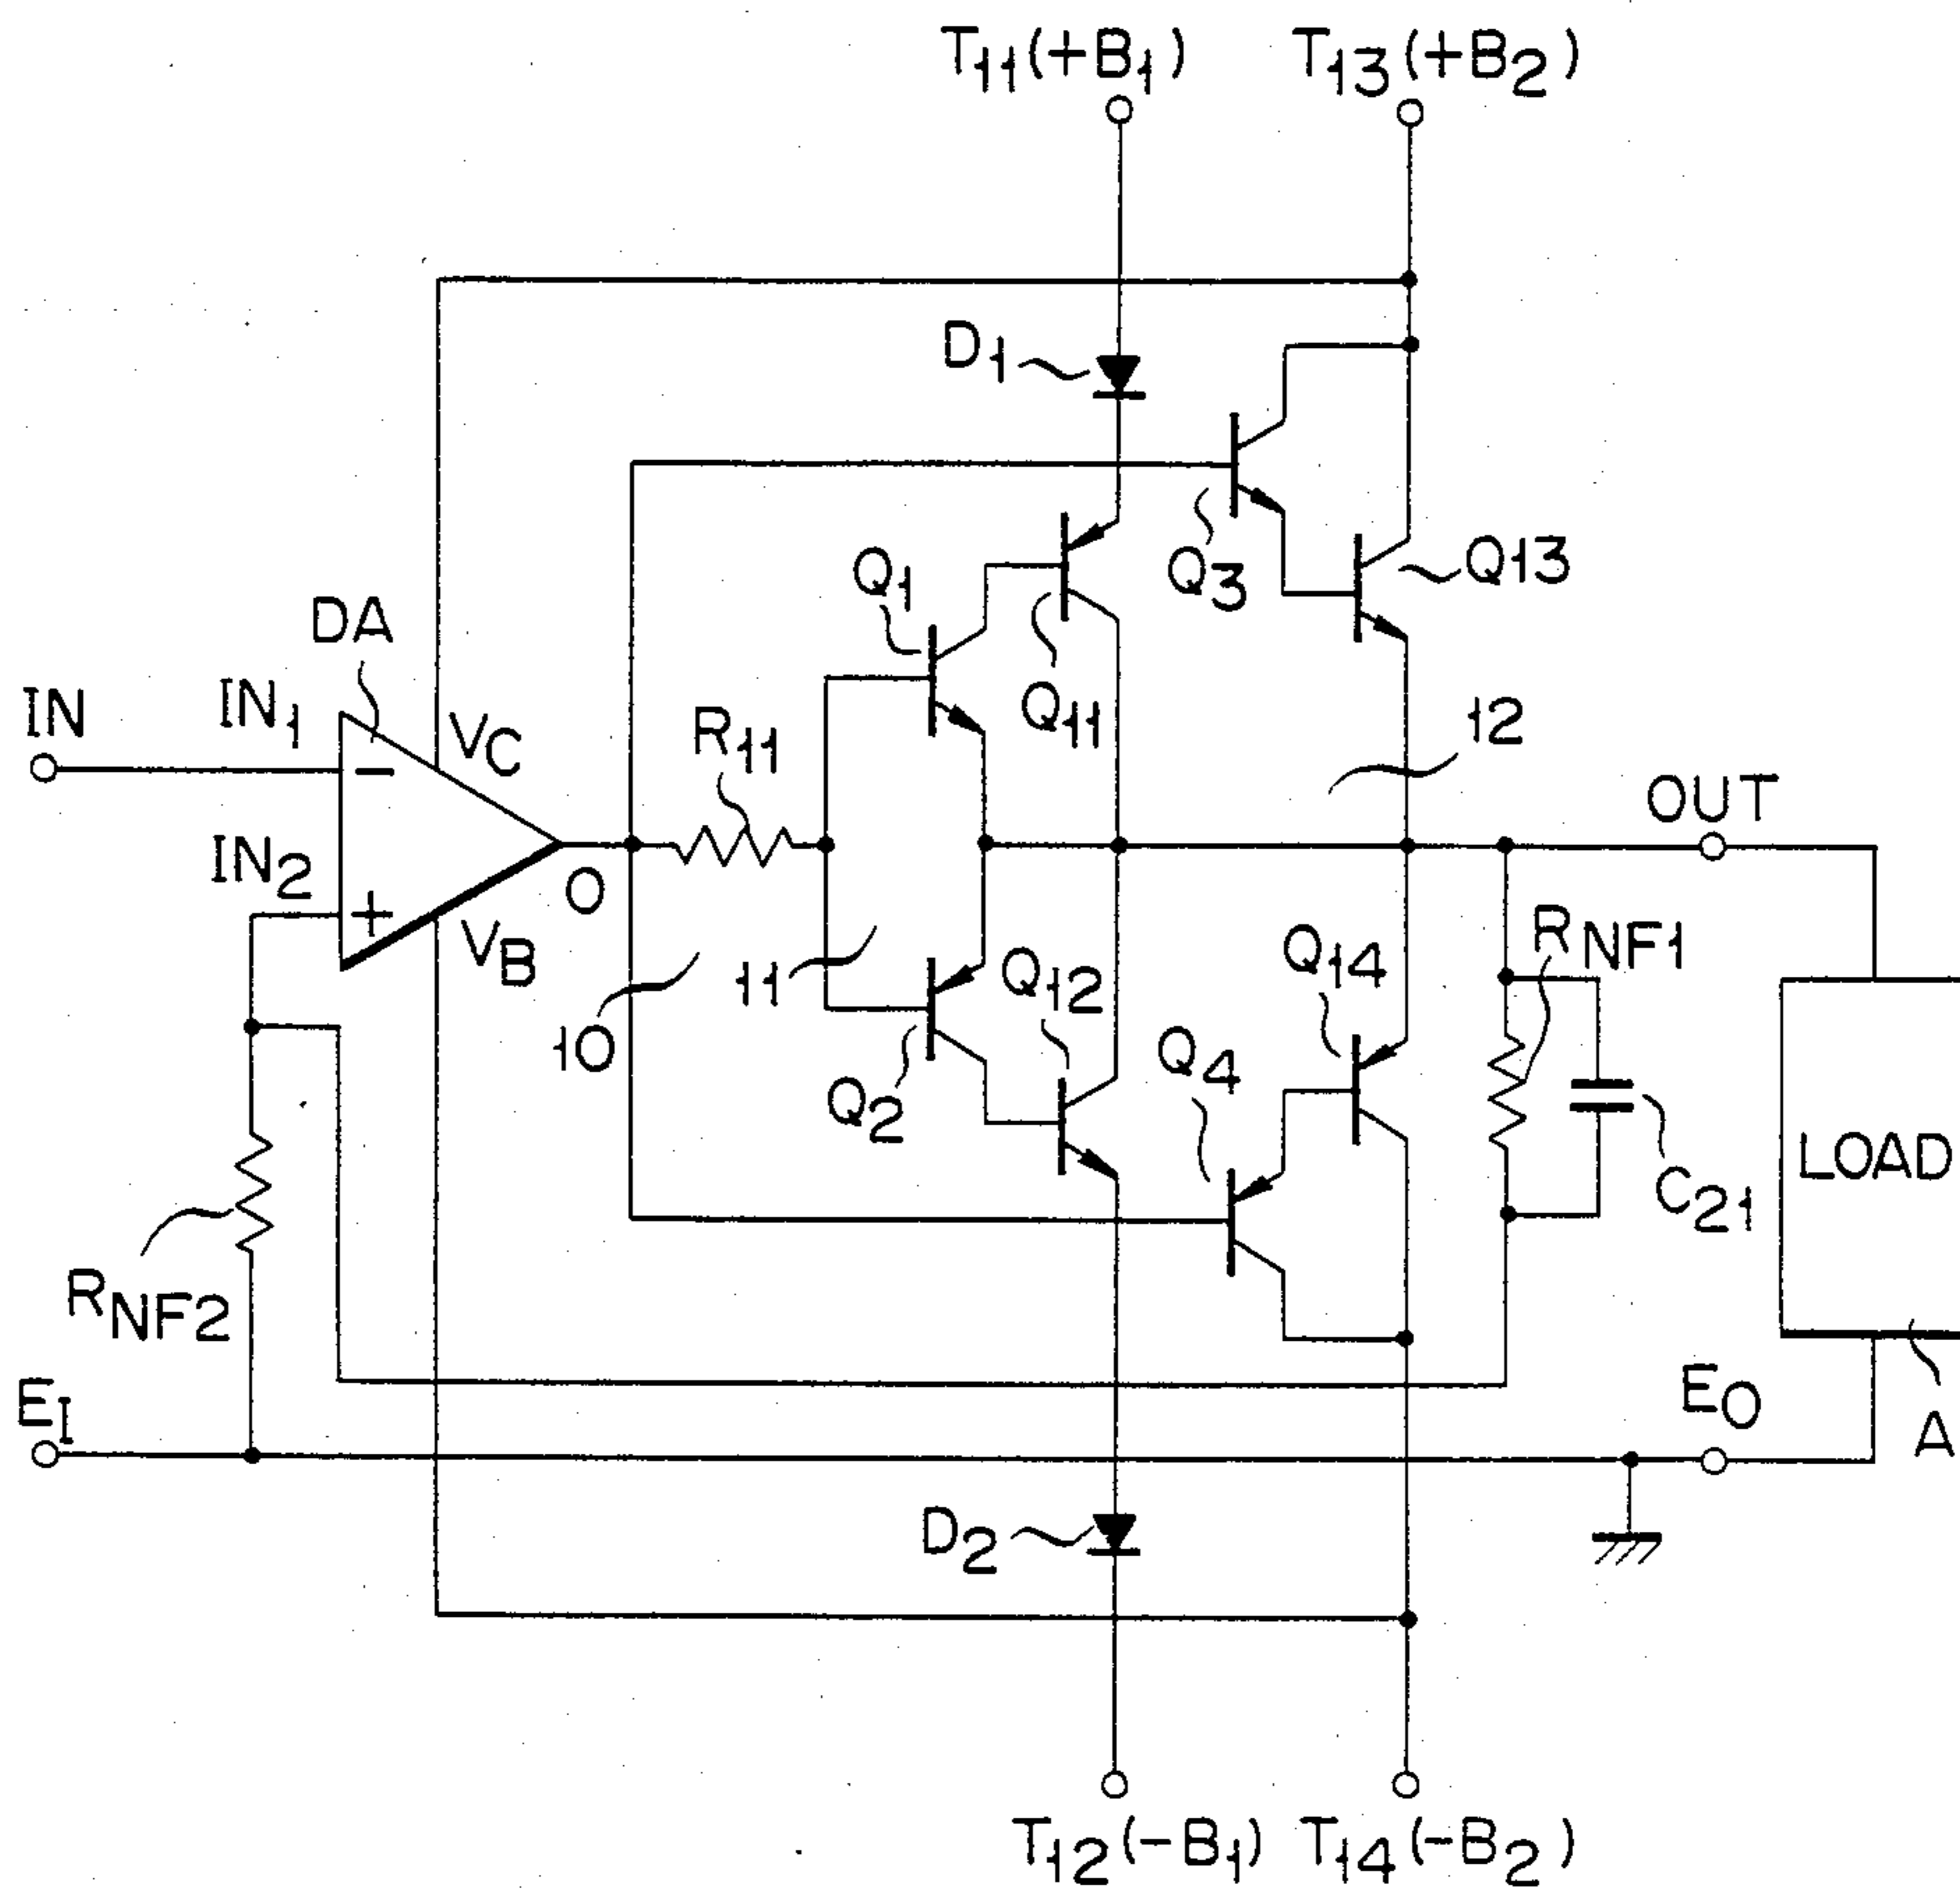 T11(+B1) T13(+B2)
D1
Q1
Q3
Q13
DA
Q11
IN
IN1
VC
R11
12
OUT
IN2
O
VB
11
10
Q12
Q14
RNF1
Q2
Q4
C21
LOAD
RNF2
EI
EO
A
D2
T12(-B1) T14(-B2)
- 
+